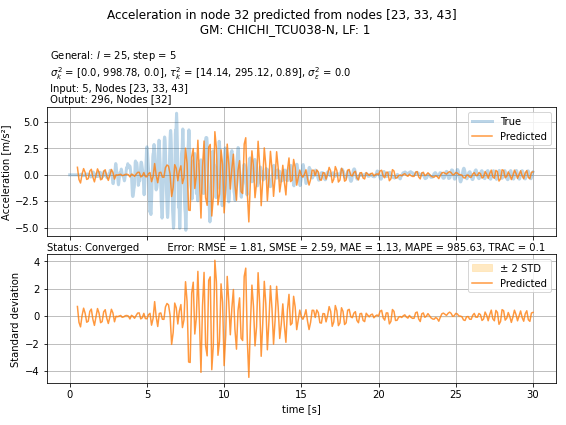 Acceleration in node 32 predicted from nodes [23, 33, 43]
GM: CHICHI_TCU038-N, LF: 1
General: l = 25, step = 5
σ²ₖ = [0.0, 998.78, 0.0], τ²ₖ = [14.14, 295.12, 0.89], σ²ε = 0.0
Input: 5, Nodes [23, 33, 43]
Output: 296, Nodes [32]
Acceleration [m/s²]
5.0
2.5
0.0
−2.5
−5.0
True
Predicted
Status: Converged Error: RMSE = 1.81, SMSE = 2.59, MAE = 1.13, MAPE = 985.63, TRAC = 0.1
Standard deviation
4
2
0
−2
−4
± 2 STD
Predicted
0 5 10 15 20 25 30
time [s]